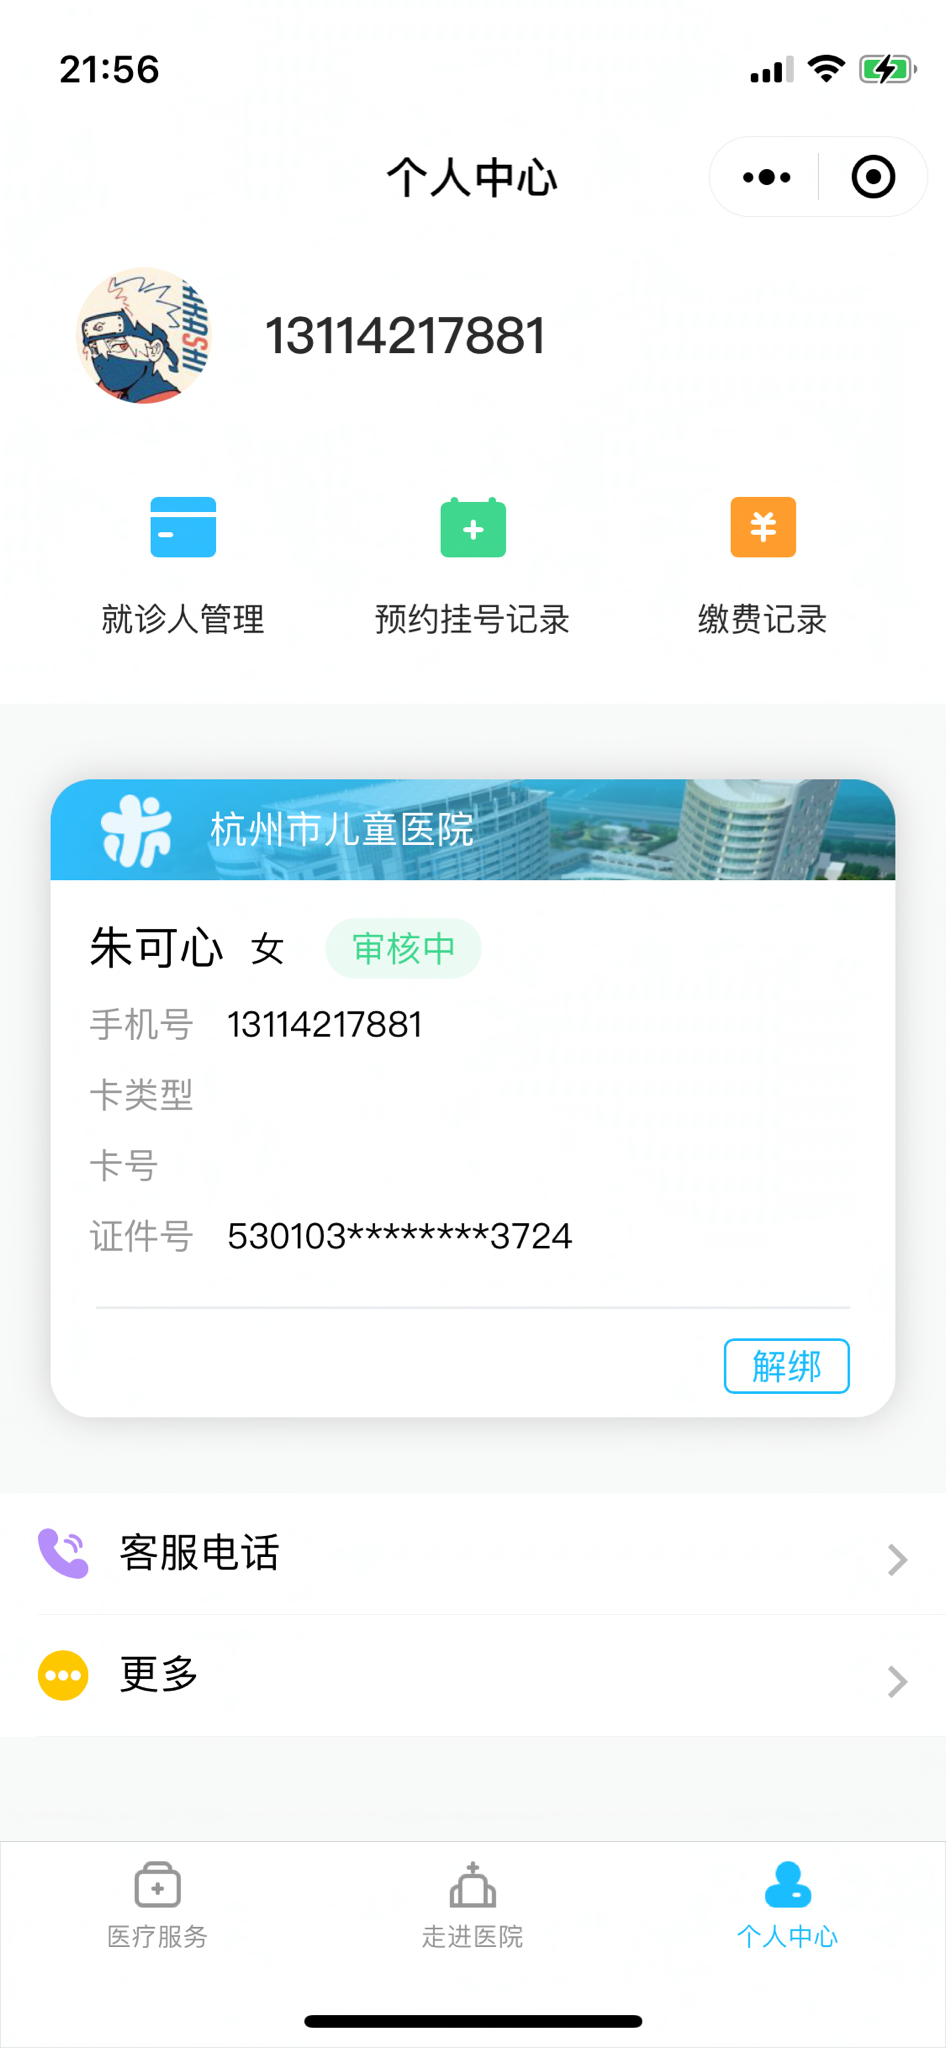 21:56
个人中心
KKASHI
13114217881
就诊人管理
预约挂号记录
缴费记录
杭州市儿童医院
朱可心 女 审核中
手机号 13114217881
卡类型
卡号
证件号 530103********3724
解绑
客服电话
更多
医疗服务
走进医院
个人中心